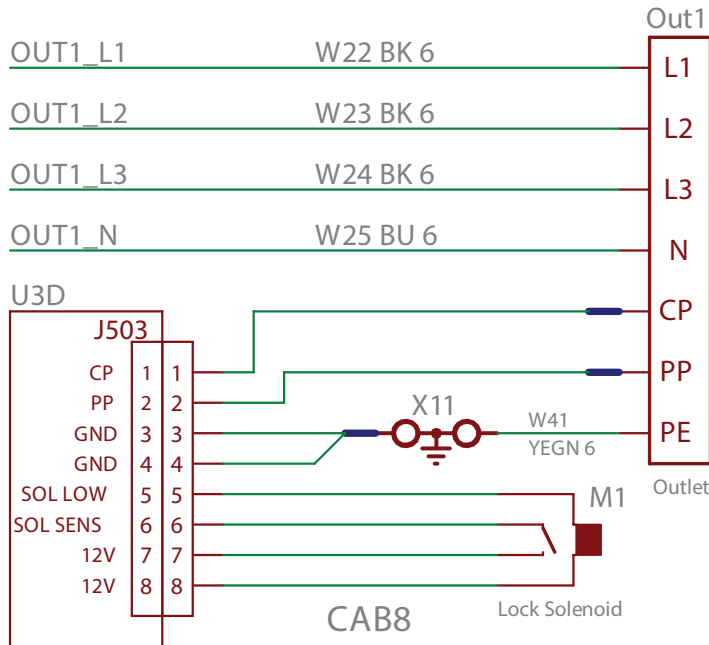 Out1
OUT1_L1 W22 BK 6 L1
OUT1_L2 W23 BK 6 L2
OUT1_L3 W24 BK 6 L3
OUT1_N W25 BU 6 N
U3D
CP
J503
CP 1 1 PP
PP 2 2 X11
W41
GND 3 3 PE
YEGN 6
GND 4 4
Outlet
SOL LOW 5 5 M1
SOL SENS 6 6
12V 7 7
12V 8 8
Lock Solenoid
CAB8